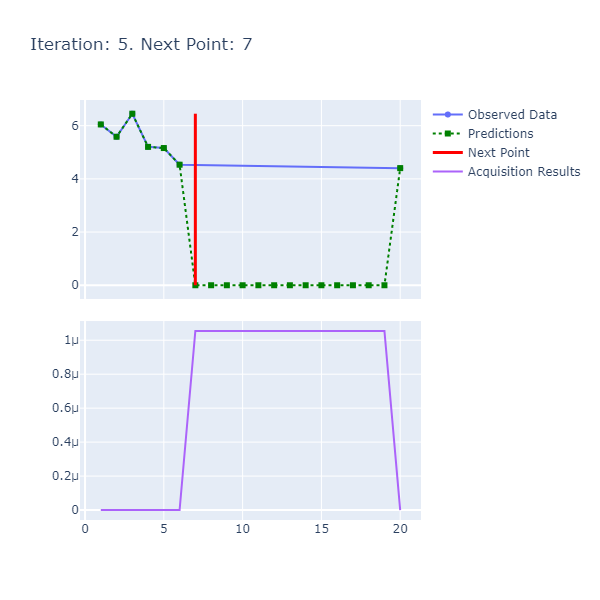 Iteration: 5. Next Point: 7
Observed Data
Predictions
Next Point
Acquisition Results
6
4
2
0
1μ
0.8μ
0.6μ
0.4μ
0.2μ
0
0 5 10 15 20